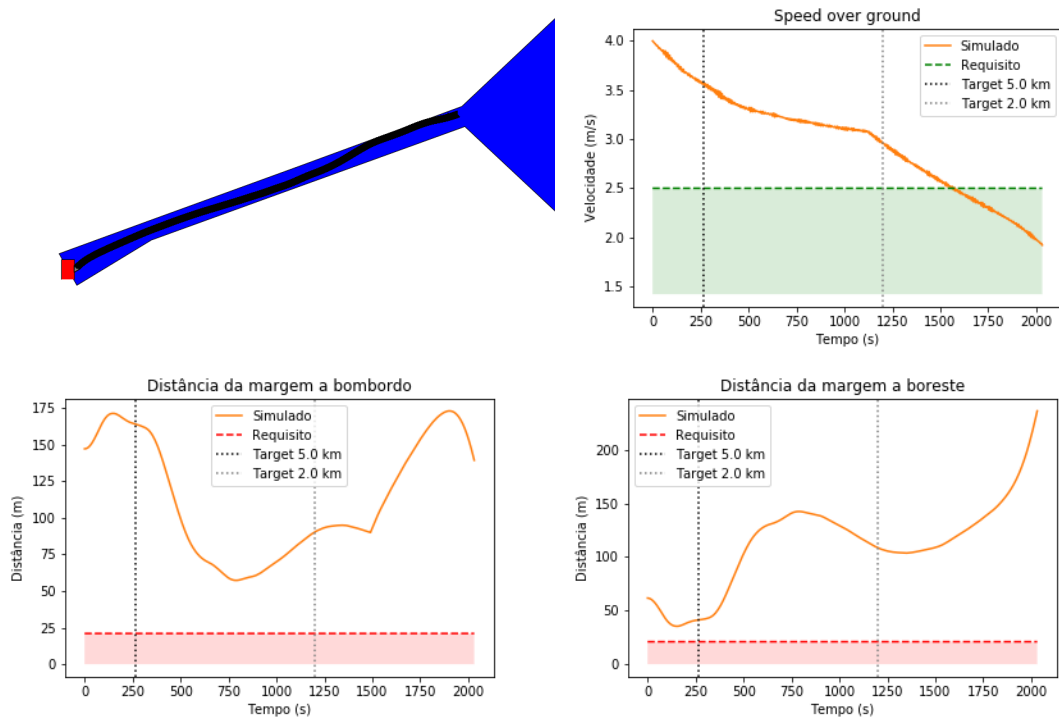 Speed over ground
Velocidade (m/s)
4.0
3.5
3.0
2.5
2.0
1.5
Simulado
Requisito
Target 5.0 km
Target 2.0 km
0 250 500 750 1000 1250 1500 1750 2000
Tempo (s)
Distância da margem a bombordo
Distância (m)
175
150
125
100
75
50
25
0
Simulado
Requisito
Target 5.0 km
Target 2.0 km
0 250 500 750 1000 1250 1500 1750 2000
Tempo (s)
Distância da margem a boreste
Distância (m)
200
150
100
50
0
Simulado
Requisito
Target 5.0 km
Target 2.0 km
0 250 500 750 1000 1250 1500 1750 2000
Tempo (s)